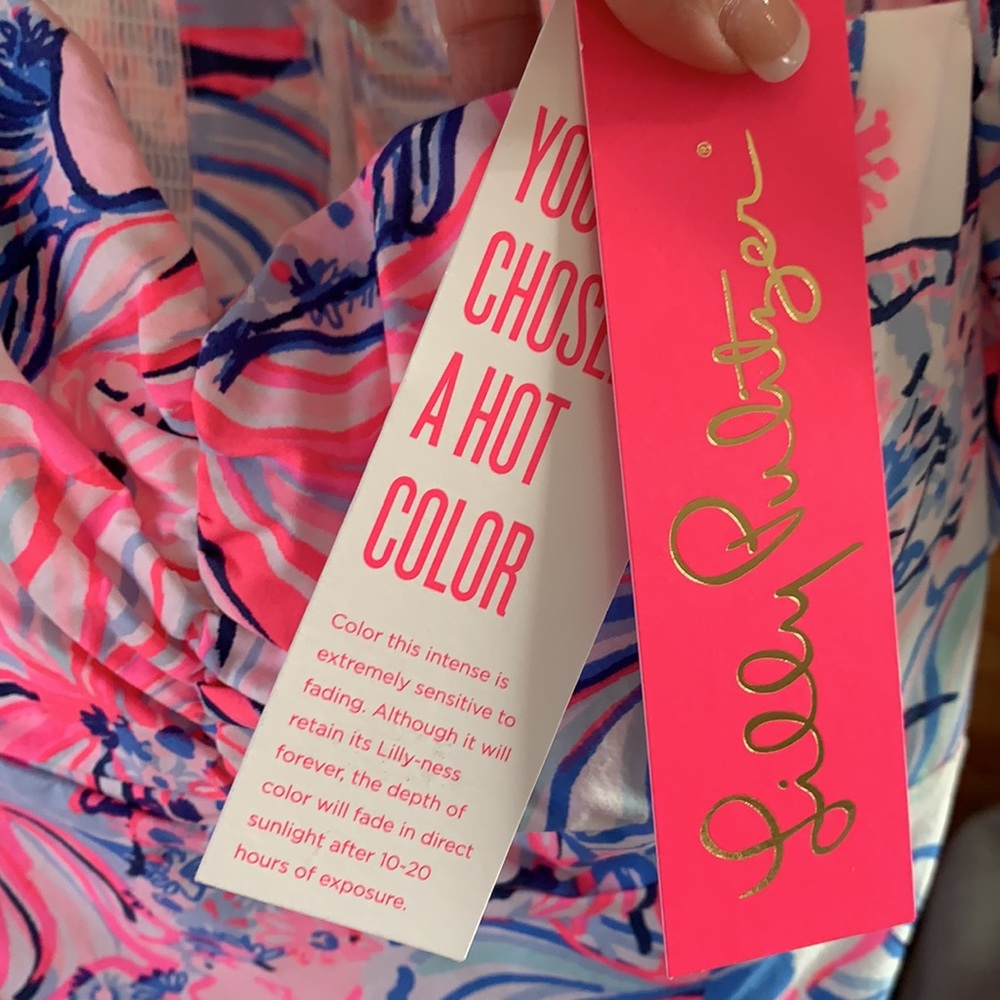 YOU
CHOSE
A HOT
COLOR
Color this intense is
extremely sensitive to
fading. Although it will
retain its Lilly-ness
forever, the depth of
color will fade in direct
sunlight after 10-20
hours of exposure.
Lilly Pulitzer®